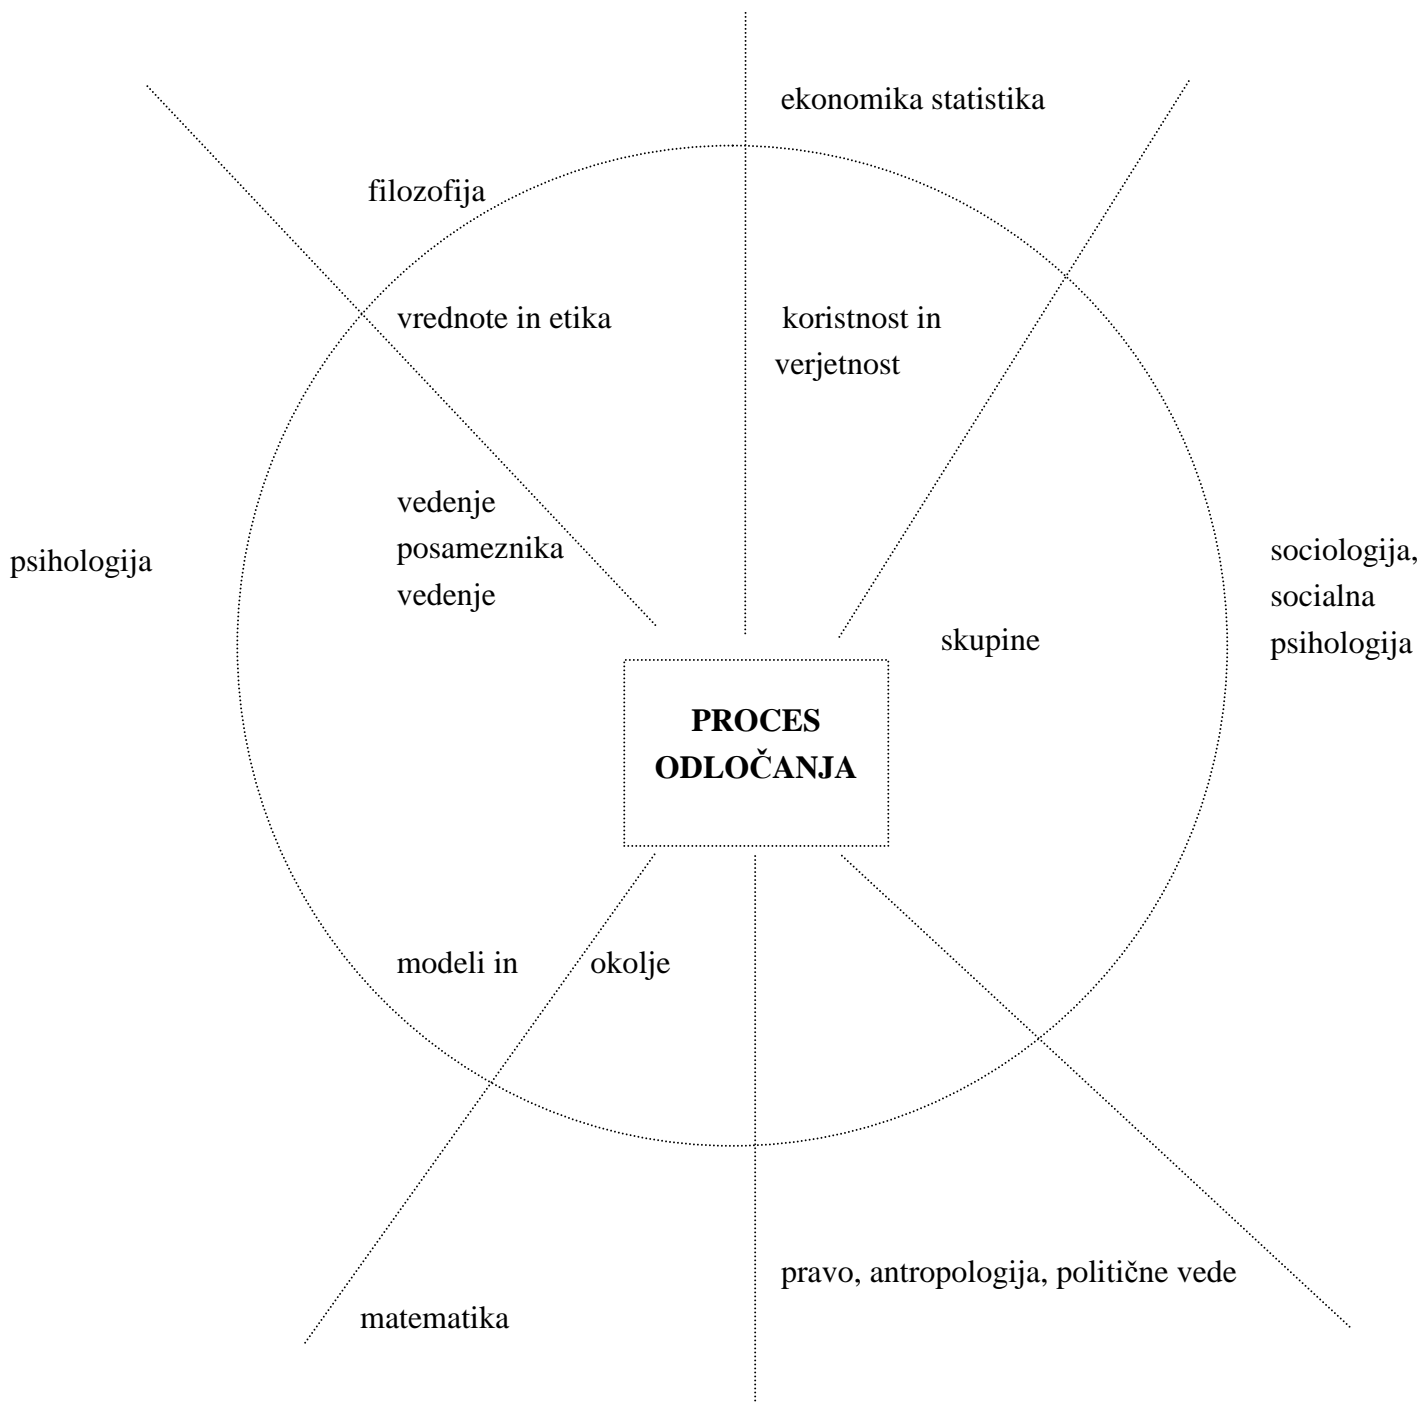 ekonomika statistika
filozofija
vrednote in etika
koristnost in
verjetnost
vedenje
posameznika
vedenje
psihologija
sociologija,
socialna
psihologija
skupine
PROCES
ODLOČANJA
modeli in
okolje
pravo, antropologija, politične vede
matematika